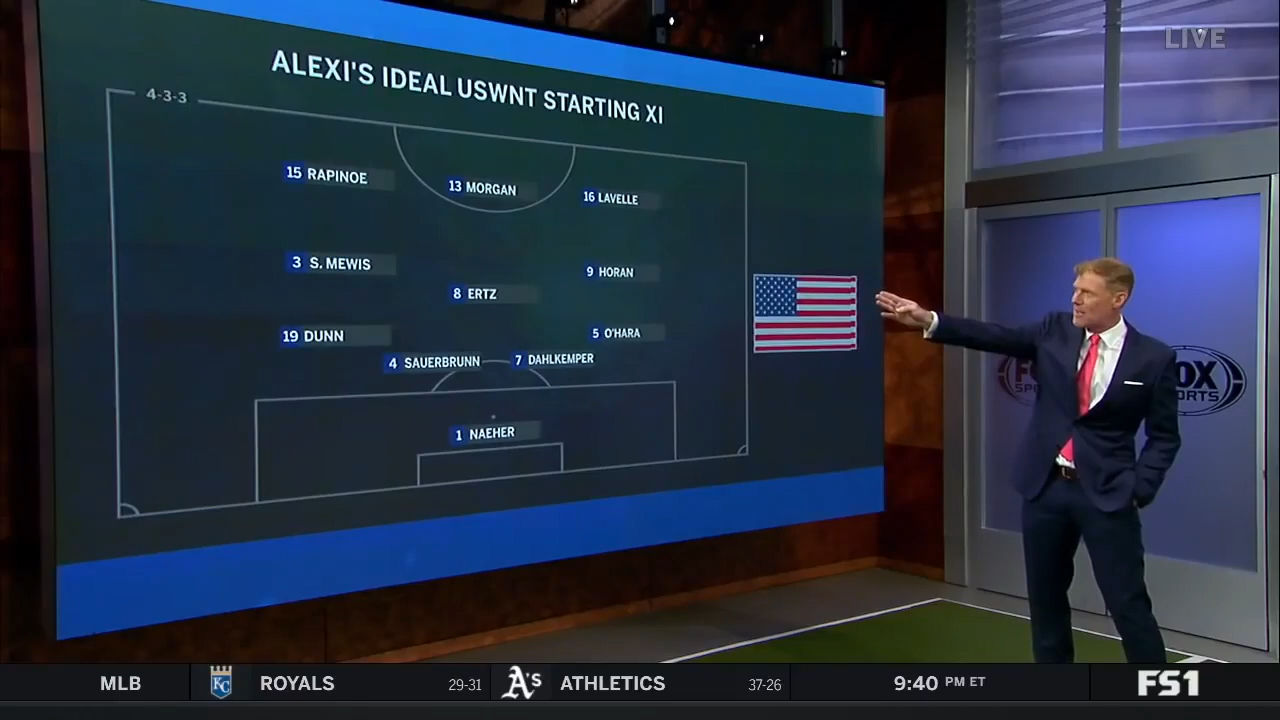 LIVE
ALEXI'S IDEAL USWNT STARTING XI
4-3-3
15 RAPINOE
13 MORGAN
16 LAVELLE
3 S. MEWIS
9 HORAN
8 ERTZ
19 DUNN
5 O'HARA
4 SAUERBRUNN
7 DAHLKEMPER
1 NAEHER
FOX
SPORTS
MLB
KC
ROYALS
29-31
A's
ATHLETICS
37-26
9:40 PM ET
FS1